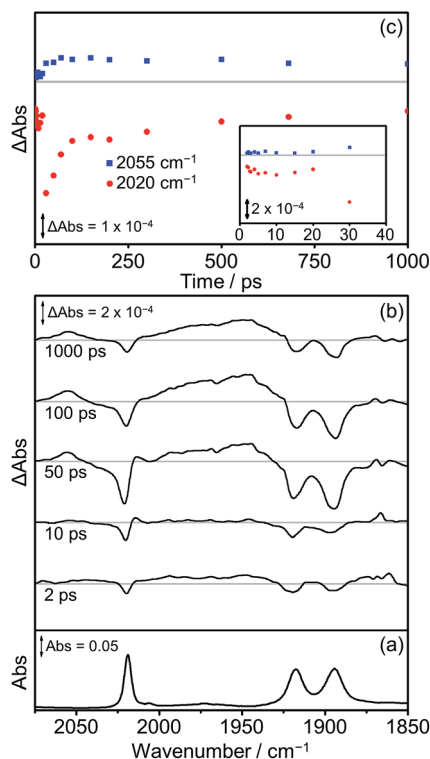 (c)
ΔAbs
2055 cm⁻¹
2020 cm⁻¹
ΔAbs = 1 x 10⁻⁴
2 x 10⁻⁴
0 10 20 30 40
0 250 500 750 1000
Time / ps
ΔAbs = 2 x 10⁻⁴
(b)
1000 ps
100 ps
ΔAbs
50 ps
10 ps
2 ps
Abs = 0.05
(a)
Abs
2050 2000 1950 1900 1850
Wavenumber / cm⁻¹